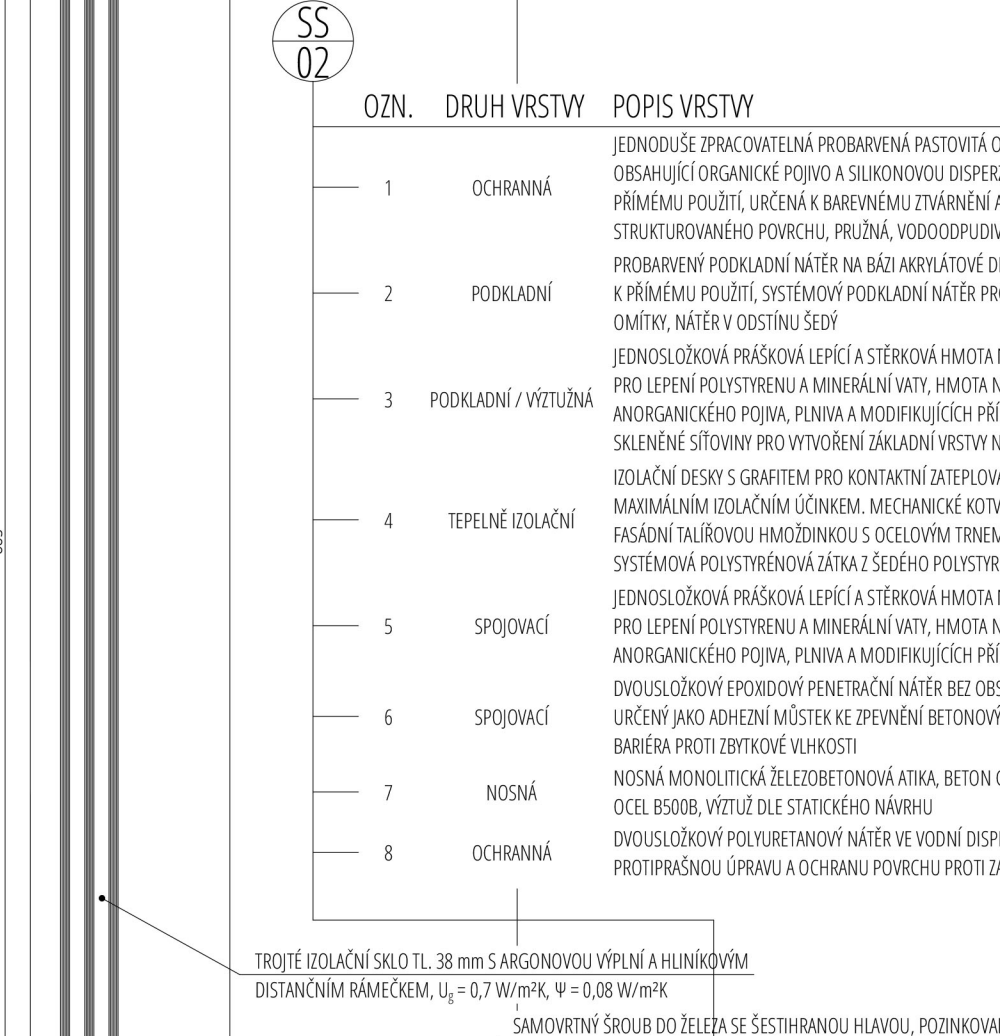 SS
02
OZN. DRUH VRSTVY POPIS VRSTVY
JEDNODUŠE ZPRACOVATELNÁ PROBARVENÁ PASTOVITÁ
OBSAHUJÍCÍ ORGANICKÉ POJIVO A SILIKONOVOU
1 OCHRANNÁ
PŘÍMÉMU POUŽITÍ, URČENÁ K BAREVNÉMU ZTVÁRNĚNÍ A
STRUKTUROVANÉHO POVRCHU, PRUŽNÁ,
PROBARVENÝ PODKLADNÍ NÁTĚR NA BÁZI AKRYLÁTOVÉ
2 PODKLADNÍ K PŘÍMÉMU POUŽITÍ, SYSTÉMOVÝ PODKLADNÍ NÁTĚR
OMÍTKY, NÁTĚR V ODSTÍNU ŠEDÝ
JEDNOSLOŽKOVÁ PRÁŠKOVÁ LEPÍCÍ A STĚRKOVÁ HMOTA
PRO LEPENÍ POLYSTYRENU A MINERÁLNÍ VATY, HMOTA
3 PODKLADNÍ / VÝZTUŽNÁ
ANORGANICKÉHO POJIVA, PLNIVA A MODIFIKUJÍCÍCH
SKLENĚNÉ SÍŤOVINY PRO VYTVOŘENÍ ZÁKLADNÍ VRSTVY
IZOLAČNÍ DESKY S GRAFITEM PRO KONTAKTNÍ
MAXIMÁLNÍM IZOLAČNÍM ÚČINKEM. MECHANICKÉ
4 TEPELNĚ IZOLAČNÍ
FASÁDNÍ TALÍŘOVOU HMOŽDINKOU S OCELOVÝM TRNEM
SYSTÉMOVÁ POLYSTYRÉNOVÁ ZÁTKA Z ŠEDÉHO
JEDNOSLOŽKOVÁ PRÁŠKOVÁ LEPÍCÍ A STĚRKOVÁ HMOTA
5 SPOJOVACÍ PRO LEPENÍ POLYSTYRENU A MINERÁLNÍ VATY, HMOTA
ANORGANICKÉHO POJIVA, PLNIVA A MODIFIKUJÍCÍCH
DVOUSLOŽKOVÝ EPOXIDOVÝ PENETRAČNÍ NÁTĚR BEZ
6 SPOJOVACÍ URČENÝ JAKO ADHEZNÍ MŮSTEK KE ZPEVNĚNÍ
BARIÉRA PROTI ZBYTKOVÉ VLHKOSTI
NOSNÁ MONOLITICKÁ ŽELEZOBETONOVÁ ATIKA, BETON
7 NOSNÁ
OCEL B500B, VÝZTUŽ DLE STATICKÉHO NÁVRHU
DVOUSLOŽKOVÝ POLYURETANOVÝ NÁTĚR VE VODNÍ
8 OCHRANNÁ
PROTIPRAŠNOU ÚPRAVU A OCHRANU POVRCHU PROTI
TROJTÉ IZOLAČNÍ SKLO TL. 38 mm S ARGONOVOU VÝPLNÍ A HLINÍKOVÝM
DISTANČNÍM RÁMEČKEM, Ug = 0,7 W/m²K, Ψ = 0,08 W/m²K
SAMOVRTNÝ ŠROUB DO ŽELEZA SE ŠESTIHRANOU HLAVOU,